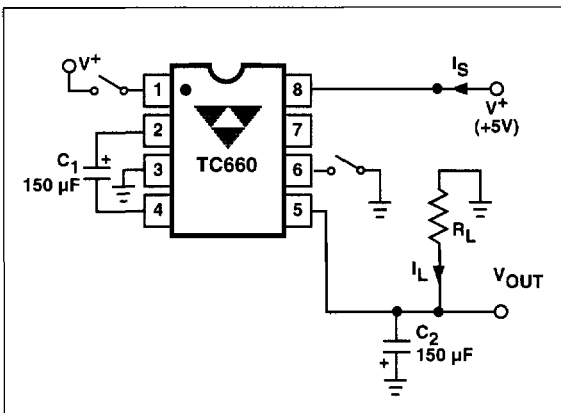 V+
1
2
3
4
8
7
6
5
TC660
C1
150 µF
+
IS
V+
(+5V)
RL
IL
VOUT
C2
150 µF
+